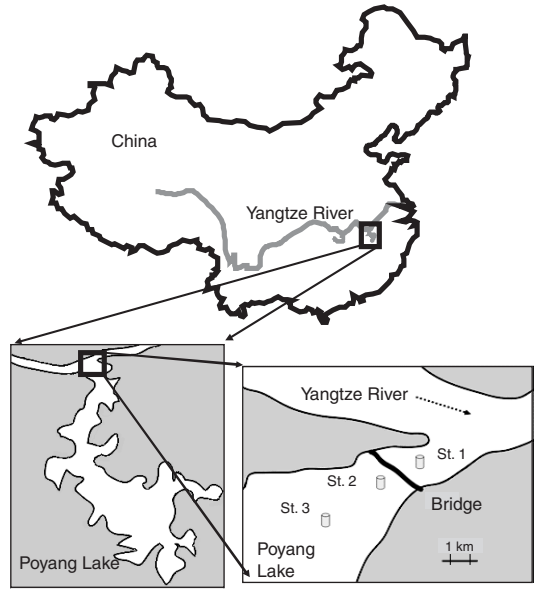 China
Yangtze River
Yangtze River
St. 1
St. 2
St. 3
Bridge
Poyang
Lake
1 km
Poyang Lake